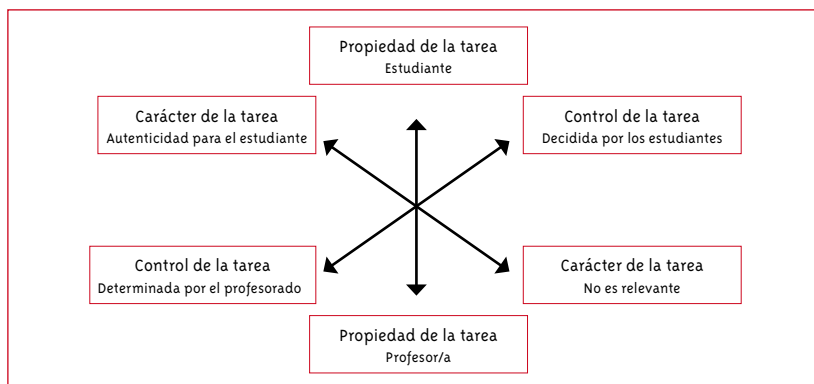 Propiedad de la tarea
Estudiante
Carácter de la tarea
Autenticidad para el estudiante
Control de la tarea
Decidida por los estudiantes
Control de la tarea
Determinada por el profesorado
Carácter de la tarea
No es relevante
Propiedad de la tarea
Profesor/a